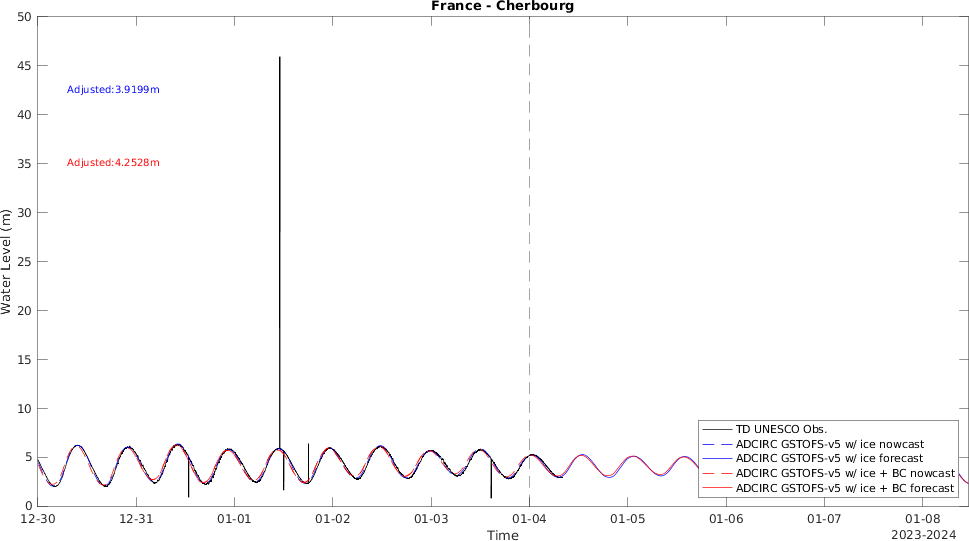 France - Cherbourg
50
45
40
35
30
25
20
15
10
5
0
Water Level (m)
Adjusted:3.9199m
Adjusted:4.2528m
TD UNESCO Obs.
ADCIRC GSTOFS-v5 w/ ice nowcast
ADCIRC GSTOFS-v5 w/ ice forecast
ADCIRC GSTOFS-v5 w/ ice + BC nowcast
ADCIRC GSTOFS-v5 w/ ice + BC forecast
12-30 12-31 01-01 01-02 01-03 01-04 01-05 01-06 01-07 01-08
Time
2023-2024